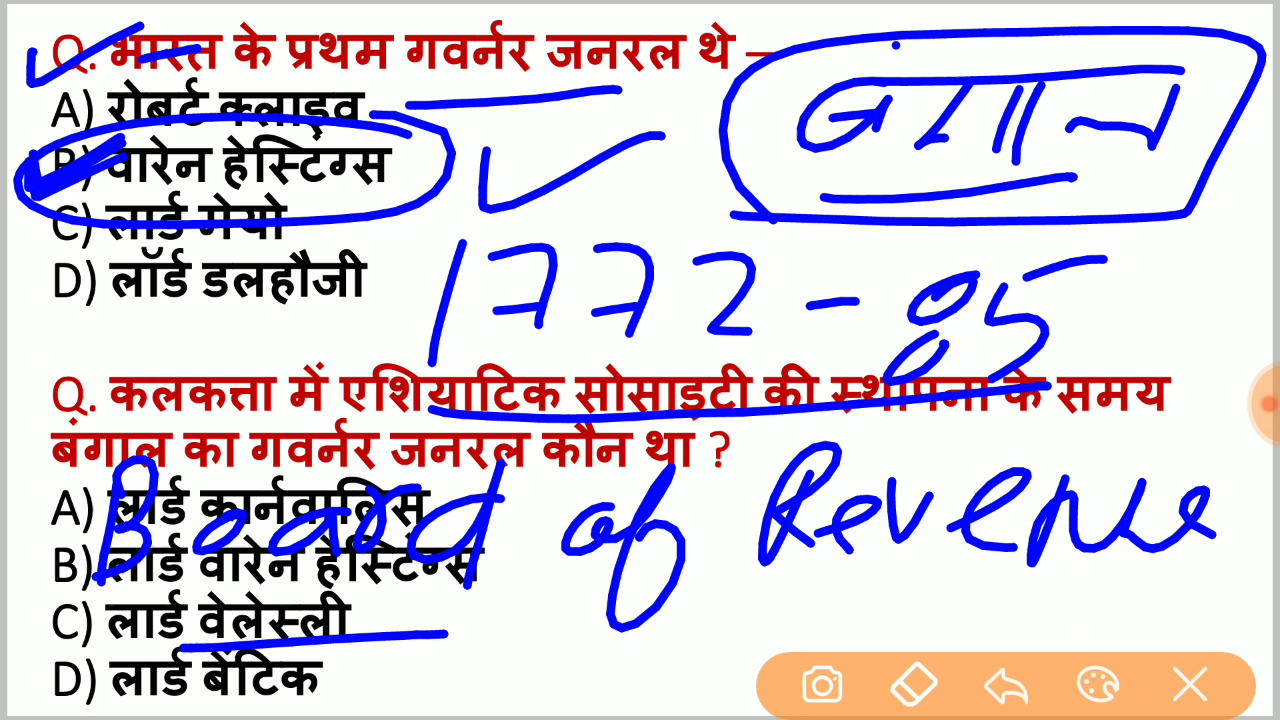 Q. भारत के प्रथम गवर्नर जनरल थे –
A) रोबर्ट क्लाइव
B) वारेन हेस्टिंग्स
C) लार्ड मेयो
D) लॉर्ड डलहौजी
1772 - 85
Q. कलकत्ता में एशियाटिक सोसाइटी की स्थापना के समय
बंगाल का गवर्नर जनरल कौन था ?
A) लार्ड कार्नवालिस
B) लार्ड वारेन हेस्टिंग्स
C) लार्ड वेलेस्ली
D) लार्ड बेंटिक
Board of Revenue